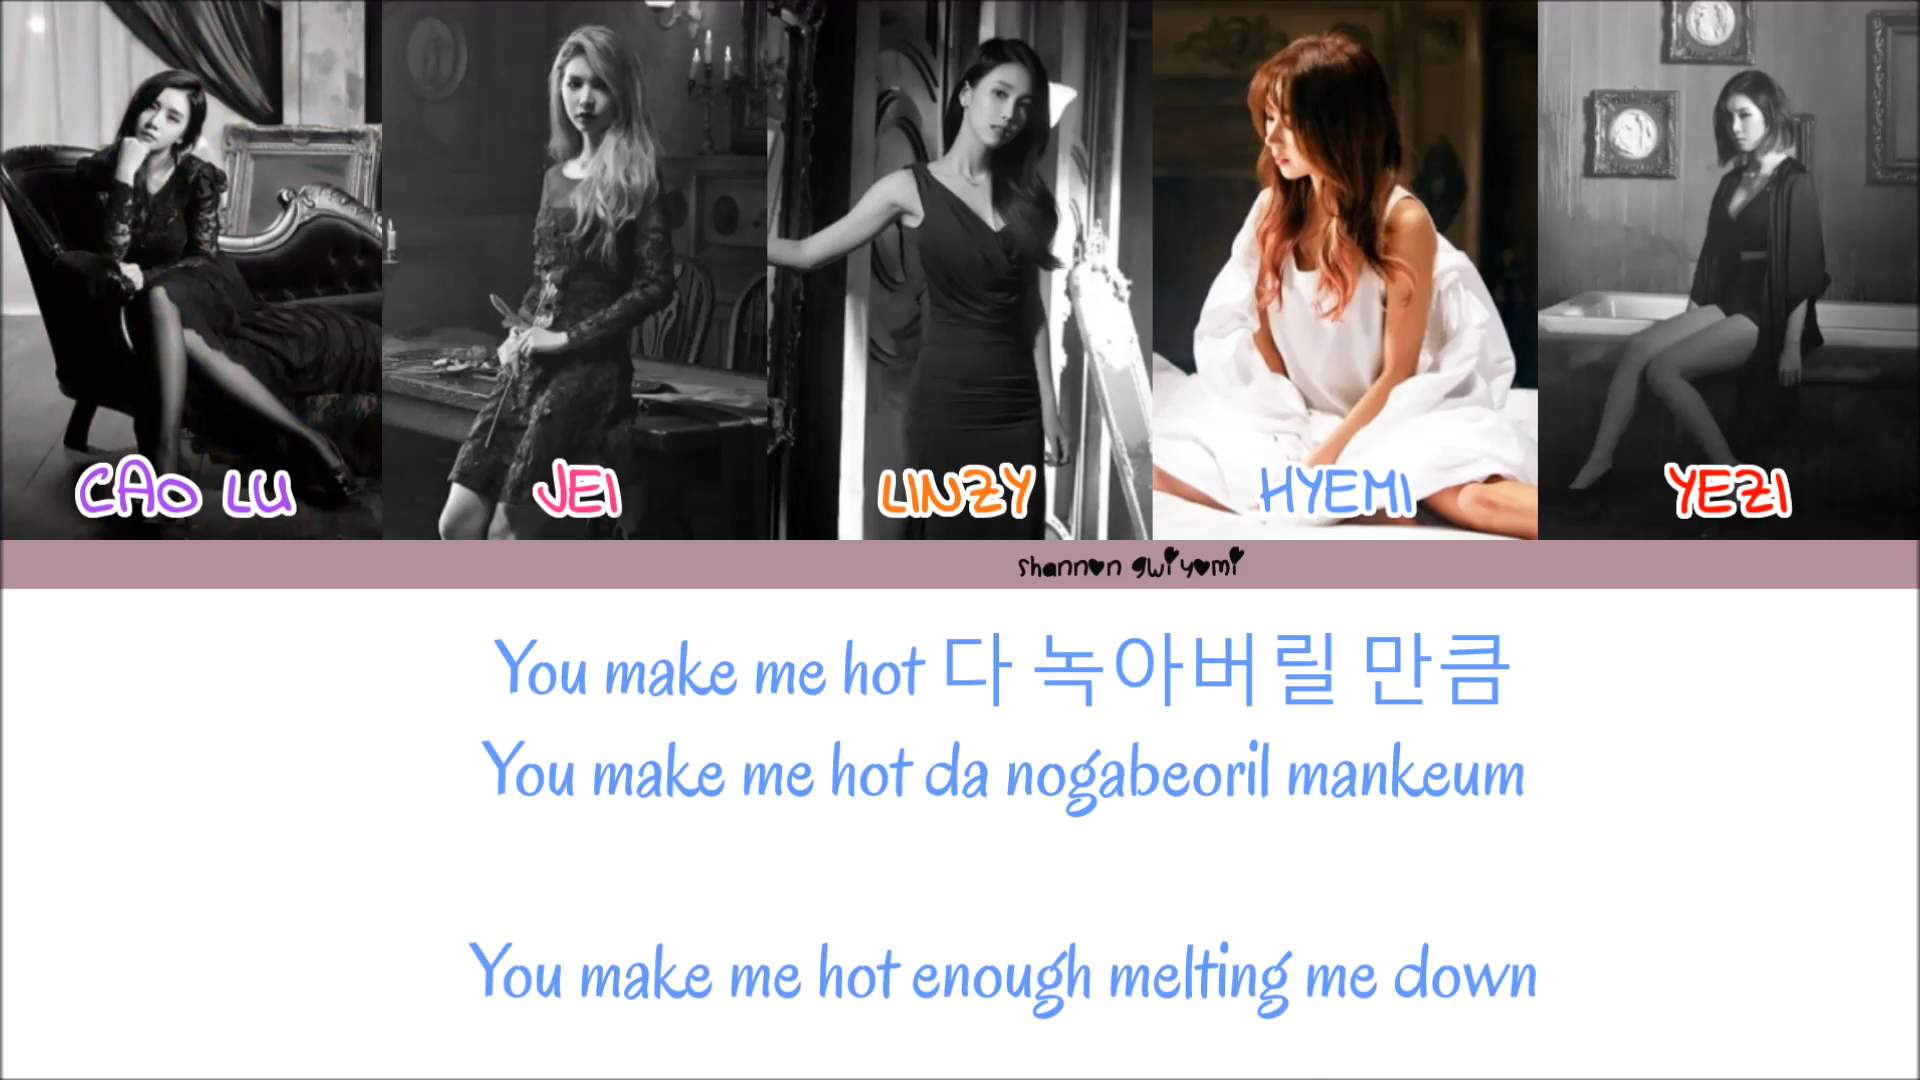 CAO LU
JEI
LINZY
HYEMI
YEZI
shannon gwiyomi
You make me hot 다 녹아버릴 만큼
You make me hot da nogabeoril mankeum
You make me hot enough melting me down